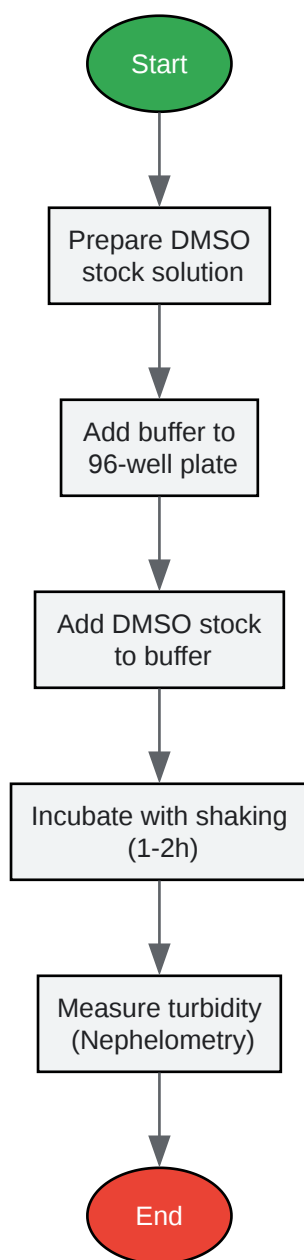 Start
Prepare DMSO
stock solution
Add buffer to
96-well plate
Add DMSO stock
to buffer
Incubate with shaking
(1-2h)
Measure turbidity
(Nephelometry)
End